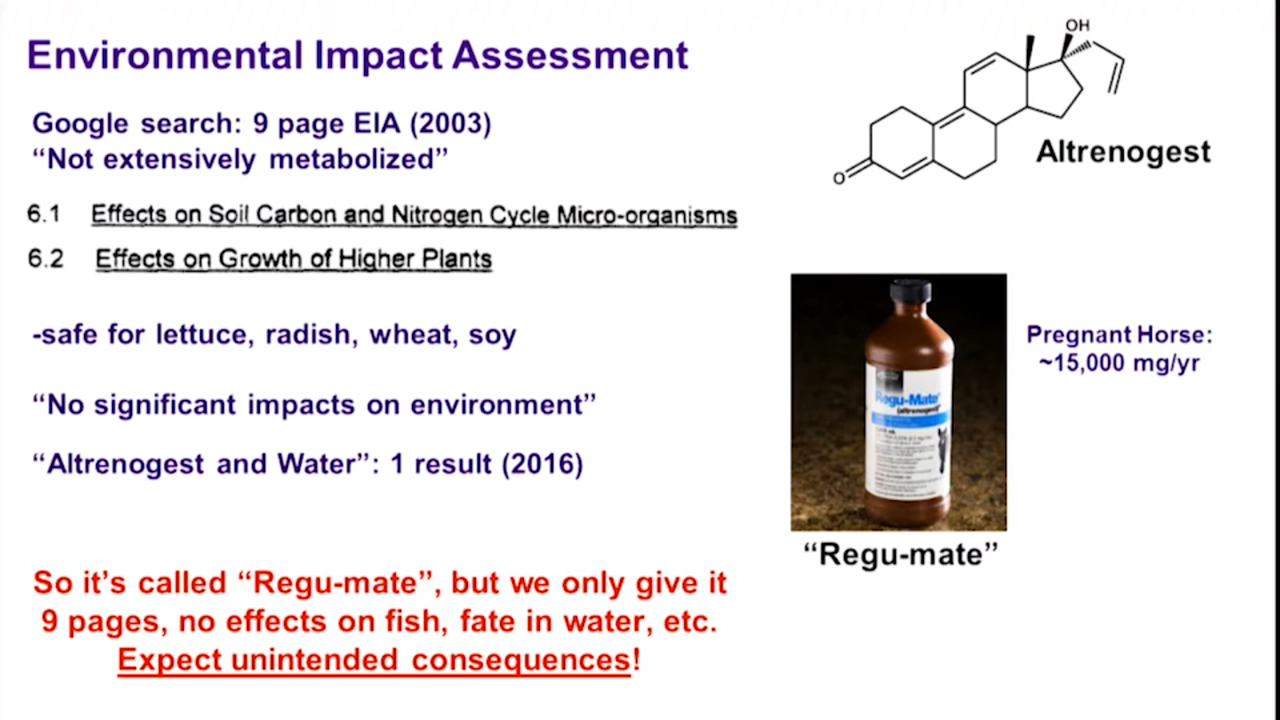 Environmental Impact Assessment
Google search: 9 page EIA (2003)
“Not extensively metabolized”
6.1 Effects on Soil Carbon and Nitrogen Cycle Micro-organisms
6.2 Effects on Growth of Higher Plants
-safe for lettuce, radish, wheat, soy
“No significant impacts on environment”
“Altrenogest and Water”: 1 result (2016)
So it’s called “Regu-mate”, but we only give it
9 pages, no effects on fish, fate in water, etc.
Expect unintended consequences!
OH
O
Altrenogest
Regu-Mate
(altrenogest)
Pregnant Horse:
~15,000 mg/yr
“Regu-mate”